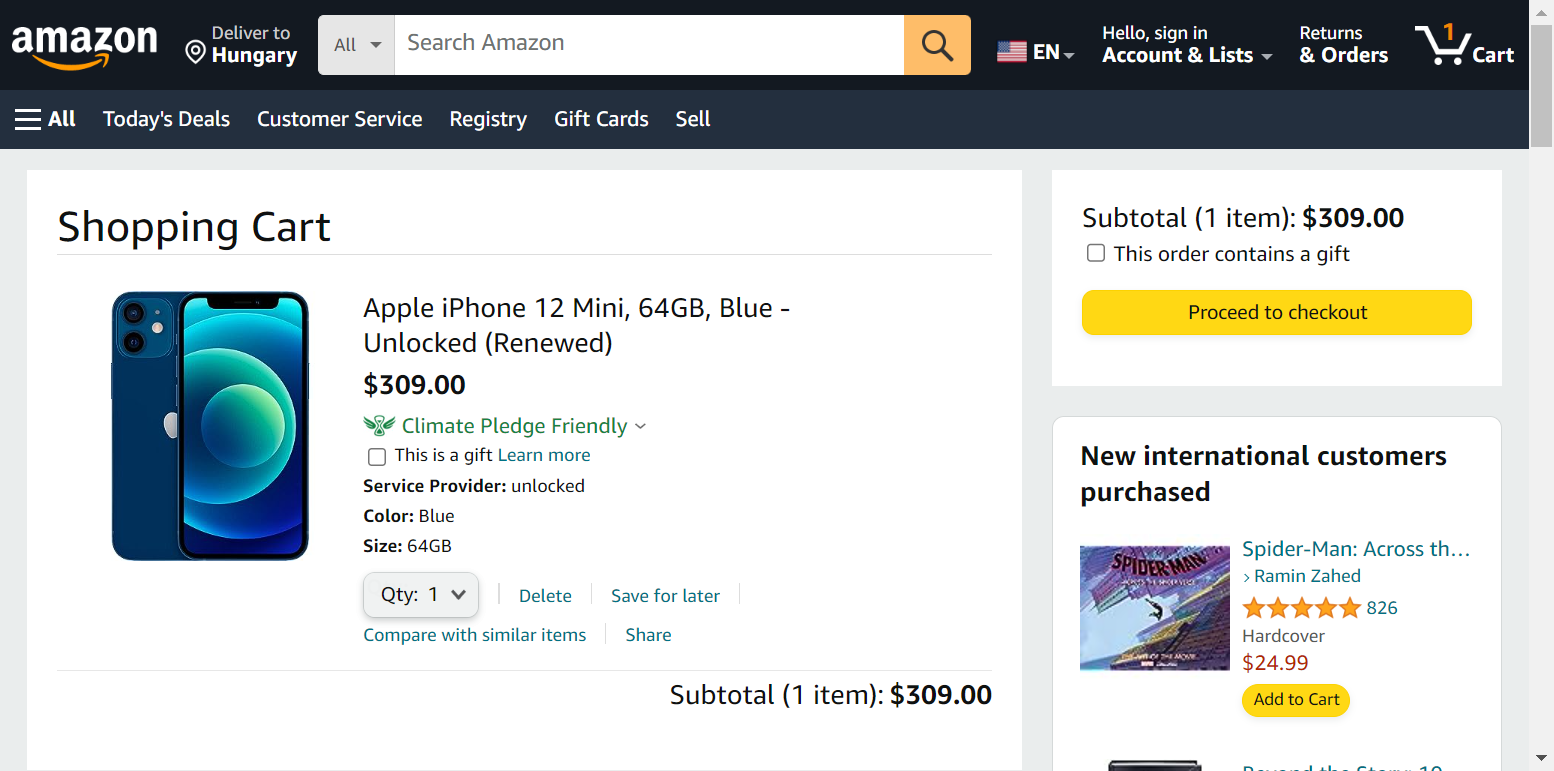 amazon
Deliver to
Hungary
All
Search Amazon
EN
Hello, sign in
Account & Lists
Returns
& Orders
1
Cart
All
Today's Deals
Customer Service
Registry
Gift Cards
Sell
Shopping Cart
Apple iPhone 12 Mini, 64GB, Blue -
Unlocked (Renewed)
$309.00
Climate Pledge Friendly
This is a gift Learn more
Service Provider: unlocked
Color: Blue
Size: 64GB
Qty: 1
Delete
Save for later
Compare with similar items
Share
Subtotal (1 item): $309.00
Subtotal (1 item): $309.00
This order contains a gift
Proceed to checkout
New international customers
purchased
SPIDER-MAN
Spider-Man: Across th…
› Ramin Zahed
826
Hardcover
$24.99
Add to Cart